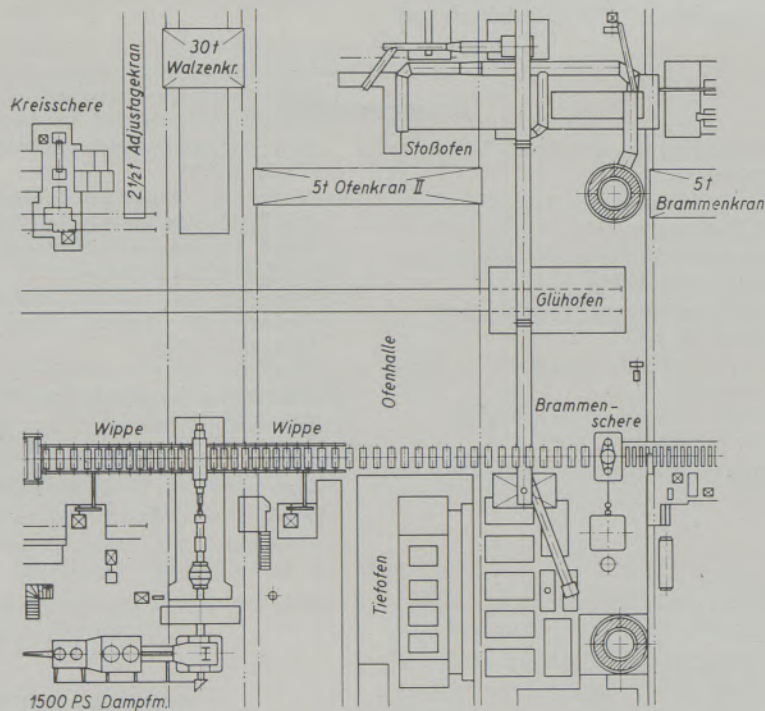 30t
Walzenkr.
Kreisschere
2 1/2 t Adjustagekran
Stoßofen
5t Ofenkran II
5t
Brammenkran
Glühofen
Ofenhalle
Wippe
Wippe
Brammen-
schere
Tiefofen
1500 PS Dampfm.